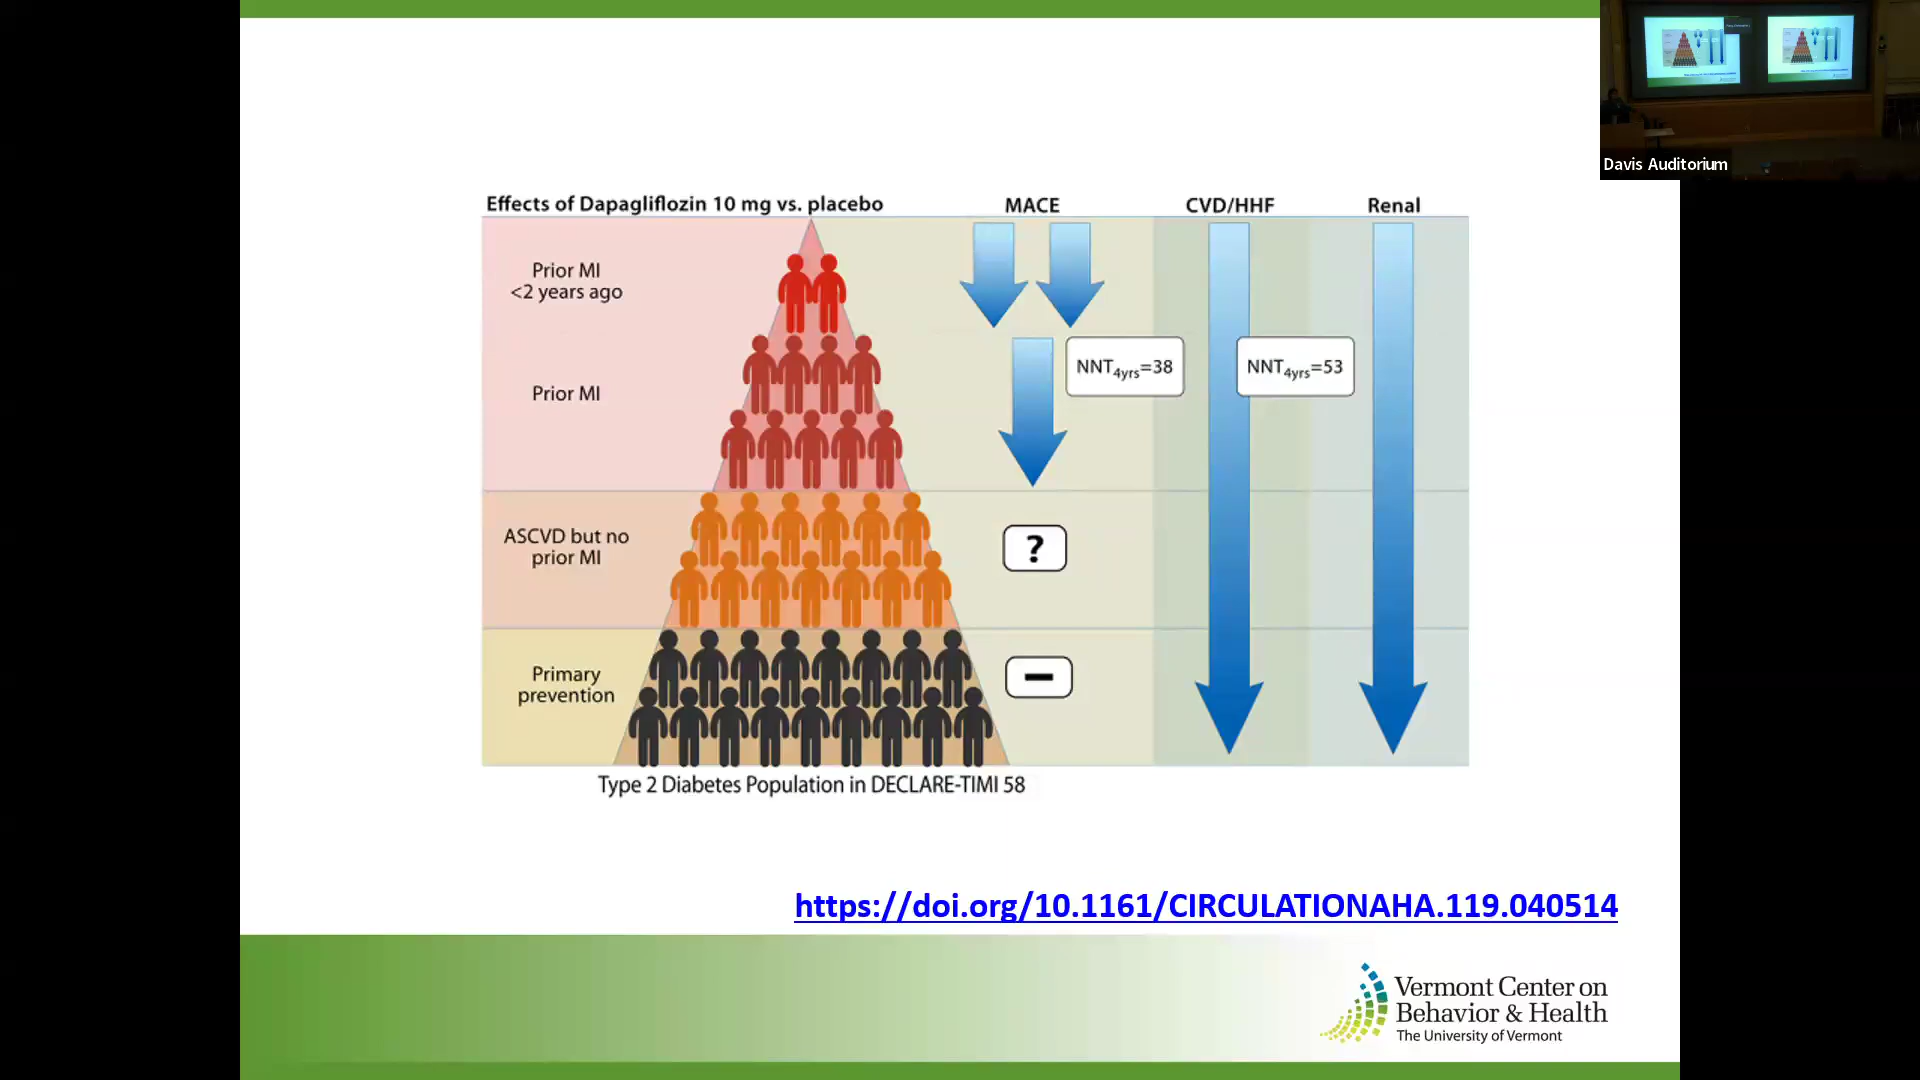 Davis Auditorium
Effects of Dapagliflozin 10 mg vs. placebo
MACE
CVD/HHF
Renal
Prior MI
<2 years ago
Prior MI
NNT4yrs=38
NNT4yrs=53
ASCVD but no
prior MI
?
Primary
prevention
−
Type 2 Diabetes Population in DECLARE-TIMI 58
https://doi.org/10.1161/CIRCULATIONAHA.119.040514
Vermont Center on
Behavior & Health
The University of Vermont